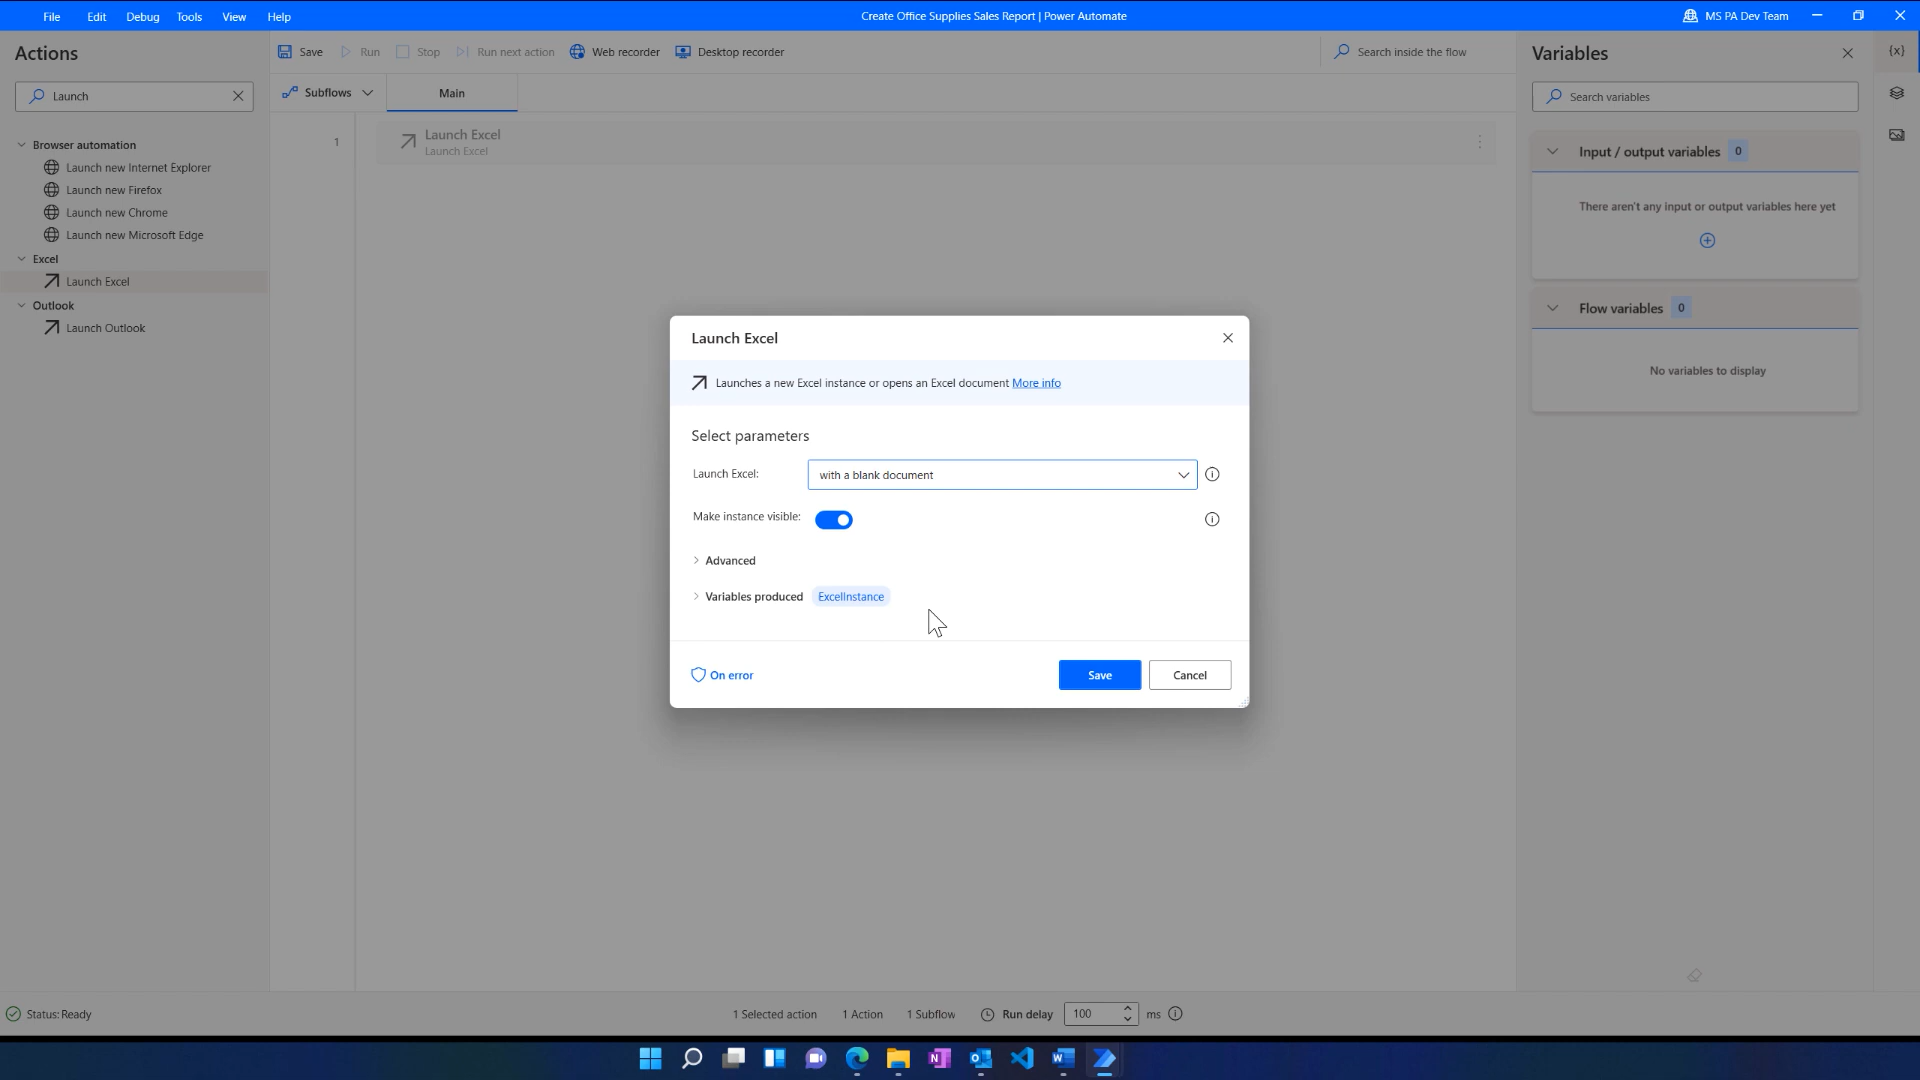 File Edit Debug Tools View Help
Create Office Supplies Sales Report | Power Automate
MS PA Dev Team
Actions
Launch
Browser automation
Launch new Internet Explorer
Launch new Firefox
Launch new Chrome
Launch new Microsoft Edge
Excel
Launch Excel
Outlook
Launch Outlook
Save Run Stop Run next action Web recorder Desktop recorder
Search inside the flow
Subflows Main
1 Launch Excel
Launch Excel
Launch Excel
Launches a new Excel instance or opens an Excel document More info
Select parameters
Launch Excel: with a blank document
Make instance visible:
Advanced
Variables produced ExcelInstance
On error Save Cancel
Variables
{x}
Search variables
Input / output variables 0
There aren't any input or output variables here yet
Flow variables 0
No variables to display
Status: Ready 1 Selected action 1 Action 1 Subflow Run delay 100 ms